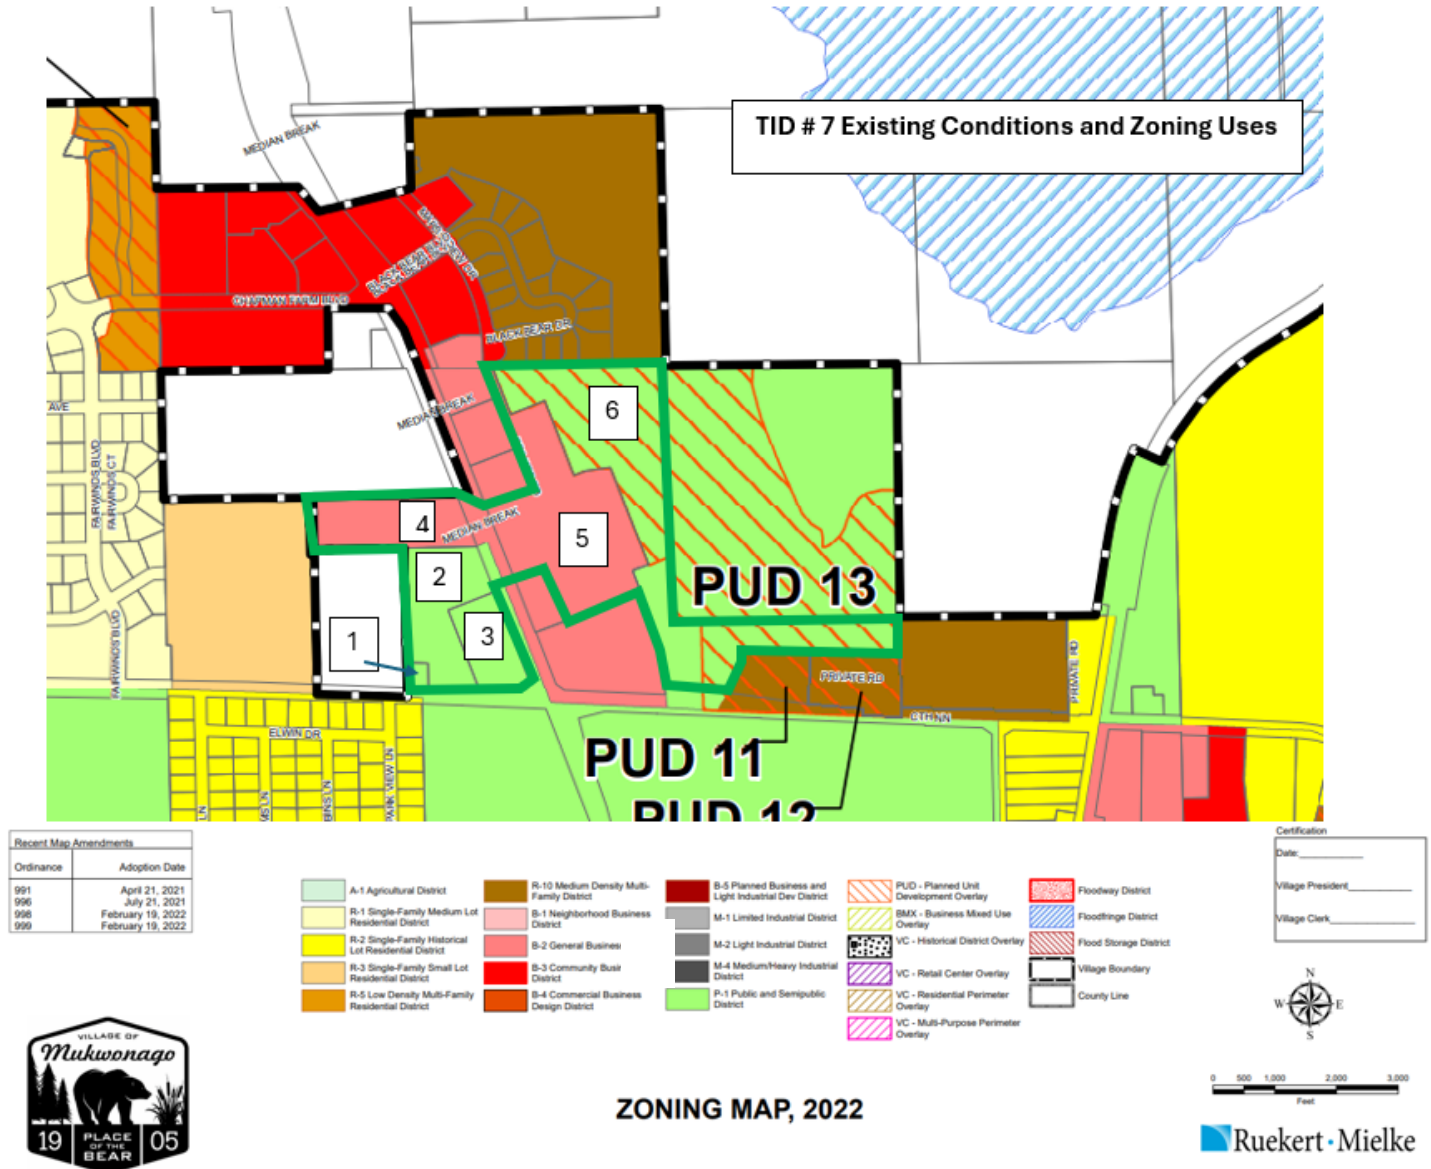 TID # 7 Existing Conditions and Zoning Uses
MEDIAN BREAK
BLACK BEAR DR
CHAPMAN FARM BLVD
MEDIAN BREAK
AVE
6
FAIRWINDS BLVD
FAIRWINDS CT
4
MEDIAN BREAK
5
2
PUD 13
1
3
FAIRWINDS BLVD
PRIVATE RD
PRIVATE RD
CTH NN
ELWIN DR
PUD 11
PARK VIEW LN
LN
PUD 12
Recent Map Amendments
Ordinance Adoption Date
991 April 21, 2021
996 July 21, 2021
998 February 19, 2022
999 February 19, 2022
A-1 Agricultural District
R-1 Single-Family Medium Lot
Residential District
R-2 Single-Family Historical
Lot Residential District
R-3 Single-Family Small Lot
Residential District
R-5 Low Density Multi-Family
Residential District
R-10 Medium Density Multi-
Family District
B-1 Neighborhood Business
District
B-2 General Business
B-3 Community Busin
District
B-4 Commercial Business
Design District
B-5 Planned Business and
Light Industrial Dev District
M-1 Limited Industrial District
M-2 Light Industrial District
M-4 Medium/Heavy Industrial
District
P-1 Public and Semipublic
District
PUD - Planned Unit
Development Overlay
BMX - Business Mixed Use
Overlay
VC - Historical District Overlay
VC - Retail Center Overlay
VC - Residential Perimeter
Overlay
VC - Multi-Purpose Perimeter
Overlay
Floodway District
Floodfringe District
Flood Storage District
Village Boundary
County Line
Certification
Date:
Village President
Village Clerk
N
W E
S
0 500 1,000 2,000 3,000
Feet
VILLAGE OF
Mukwonago
19 PLACE OF THE BEAR 05
ZONING MAP, 2022
Ruekert · Mielke